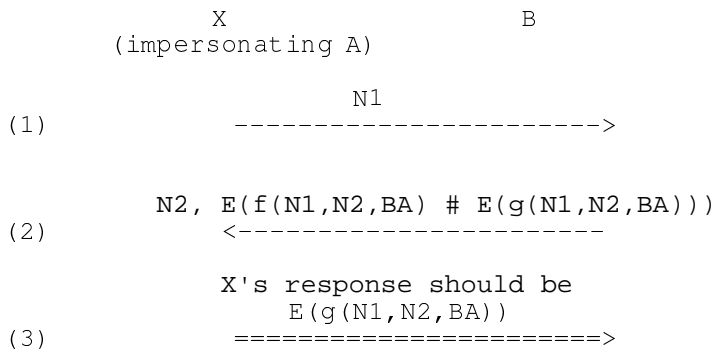 X B
(impersonating A)
N1
(1) ----------------------->
N2, E(f(N1,N2,BA) # E(g(N1,N2,BA)))
(2) <-----------------------
X's response should be
E(g(N1,N2,BA))
(3) =======================>